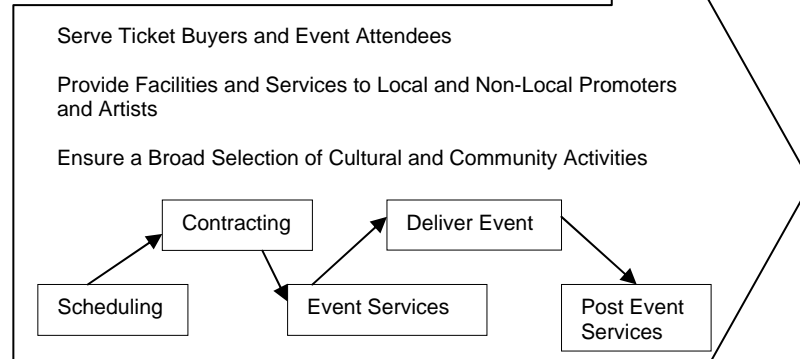 Serve Ticket Buyers and Event Attendees
Provide Facilities and Services to Local and Non-Local Promoters
and Artists
Ensure a Broad Selection of Cultural and Community Activities
Contracting
Deliver Event
Scheduling
Event Services
Post Event
Services